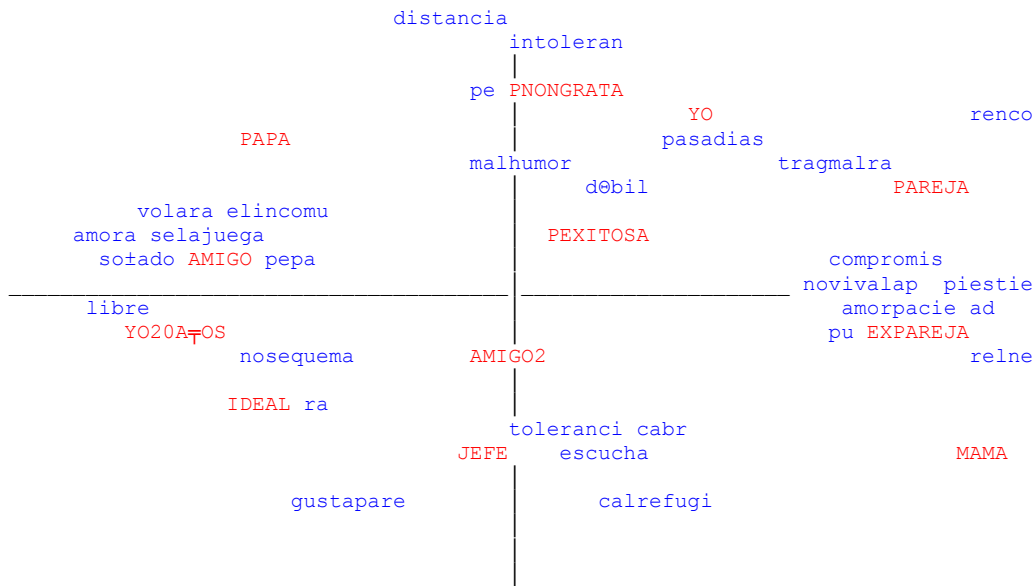 distancia
intoleran
pe PNONGRATA
YO renco
PAPA pasadias
malhumor tragmalra
dΘbil PAREJA
volara elincomu
amora selajuega PEXITOSA
so±ado AMIGO pepa compromis
novivalap piestie
libre amorpacie ad
YO20A╤OS pu EXPAREJA
nosequema AMIGO2 relne
IDEAL ra
toleranci cabr
JEFE escucha MAMA
gustapare calrefugi